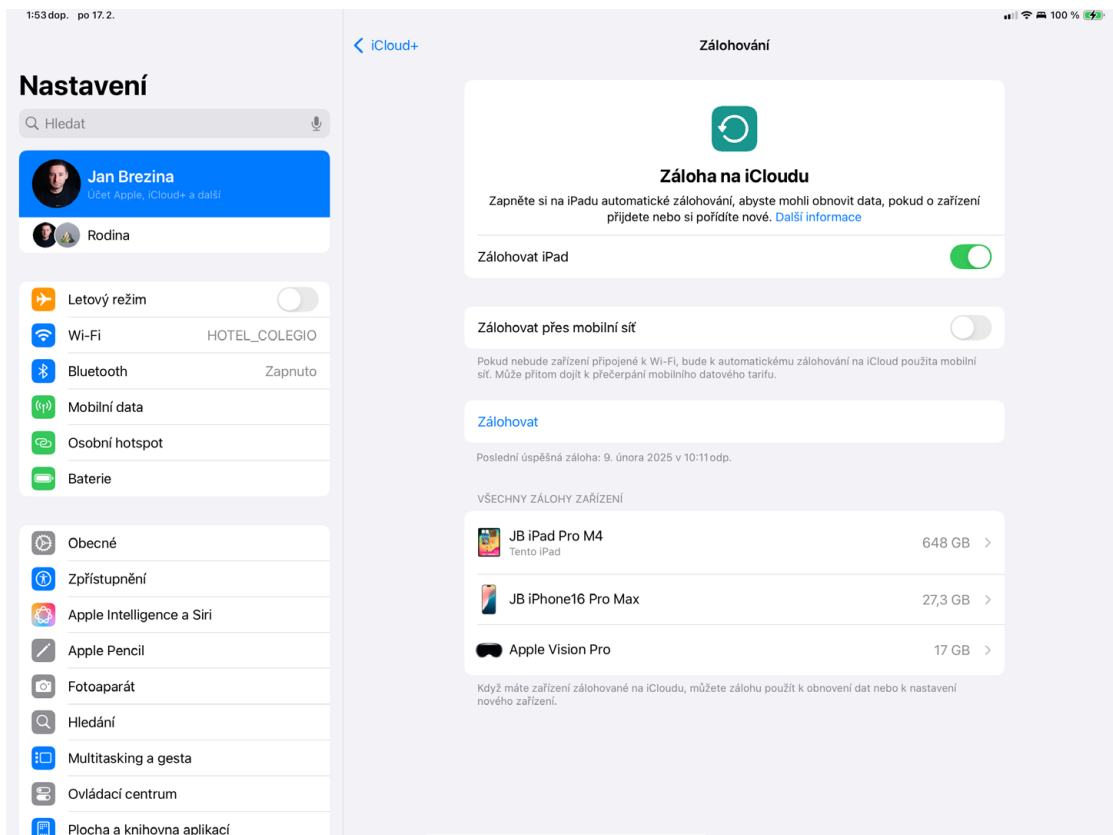 1:53 dop.  po 17. 2.
100 %
Nastavení
Hledat
Jan Brezina
Účet Apple, iCloud+ a další
Rodina
Letový režim
Wi-Fi HOTEL_COLEGIO
Bluetooth Zapnuto
Mobilní data
Osobní hotspot
Baterie
Obecné
Zpřístupnění
Apple Intelligence a Siri
Apple Pencil
Fotoaparát
Hledání
Multitasking a gesta
Ovládací centrum
Plocha a knihovna aplikací
iCloud+
Zálohování
Záloha na iCloudu
Zapněte si na iPadu automatické zálohování, abyste mohli obnovit data, pokud o zařízení
přijdete nebo si pořídíte nové. Další informace
Zálohovat iPad
Zálohovat přes mobilní síť
Pokud nebude zařízení připojené k Wi-Fi, bude k automatickému zálohování na iCloud použita mobilní
síť. Může přitom dojít k přečerpání mobilního datového tarifu.
Zálohovat
Poslední úspěšná záloha: 9. února 2025 v 10:11 odp.
VŠECHNY ZÁLOHY ZAŘÍZENÍ
JB iPad Pro M4 648 GB
Tento iPad
JB iPhone16 Pro Max 27,3 GB
Apple Vision Pro 17 GB
Když máte zařízení zálohované na iCloudu, můžete zálohu použít k obnovení dat nebo k nastavení
nového zařízení.